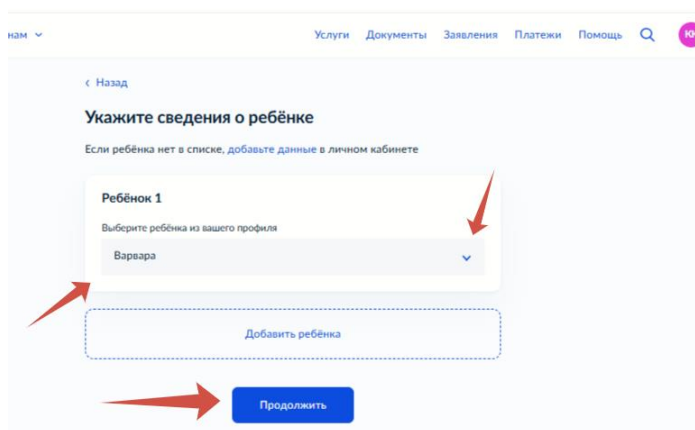 нам
Услуги Документы Заявления Платежи Помощь
Назад
Укажите сведения о ребёнке
Если ребёнка нет в списке, добавьте данные в личном кабинете
Ребёнок 1
Выберите ребёнка из вашего профиля
Варвара
Добавить ребёнка
Продолжить